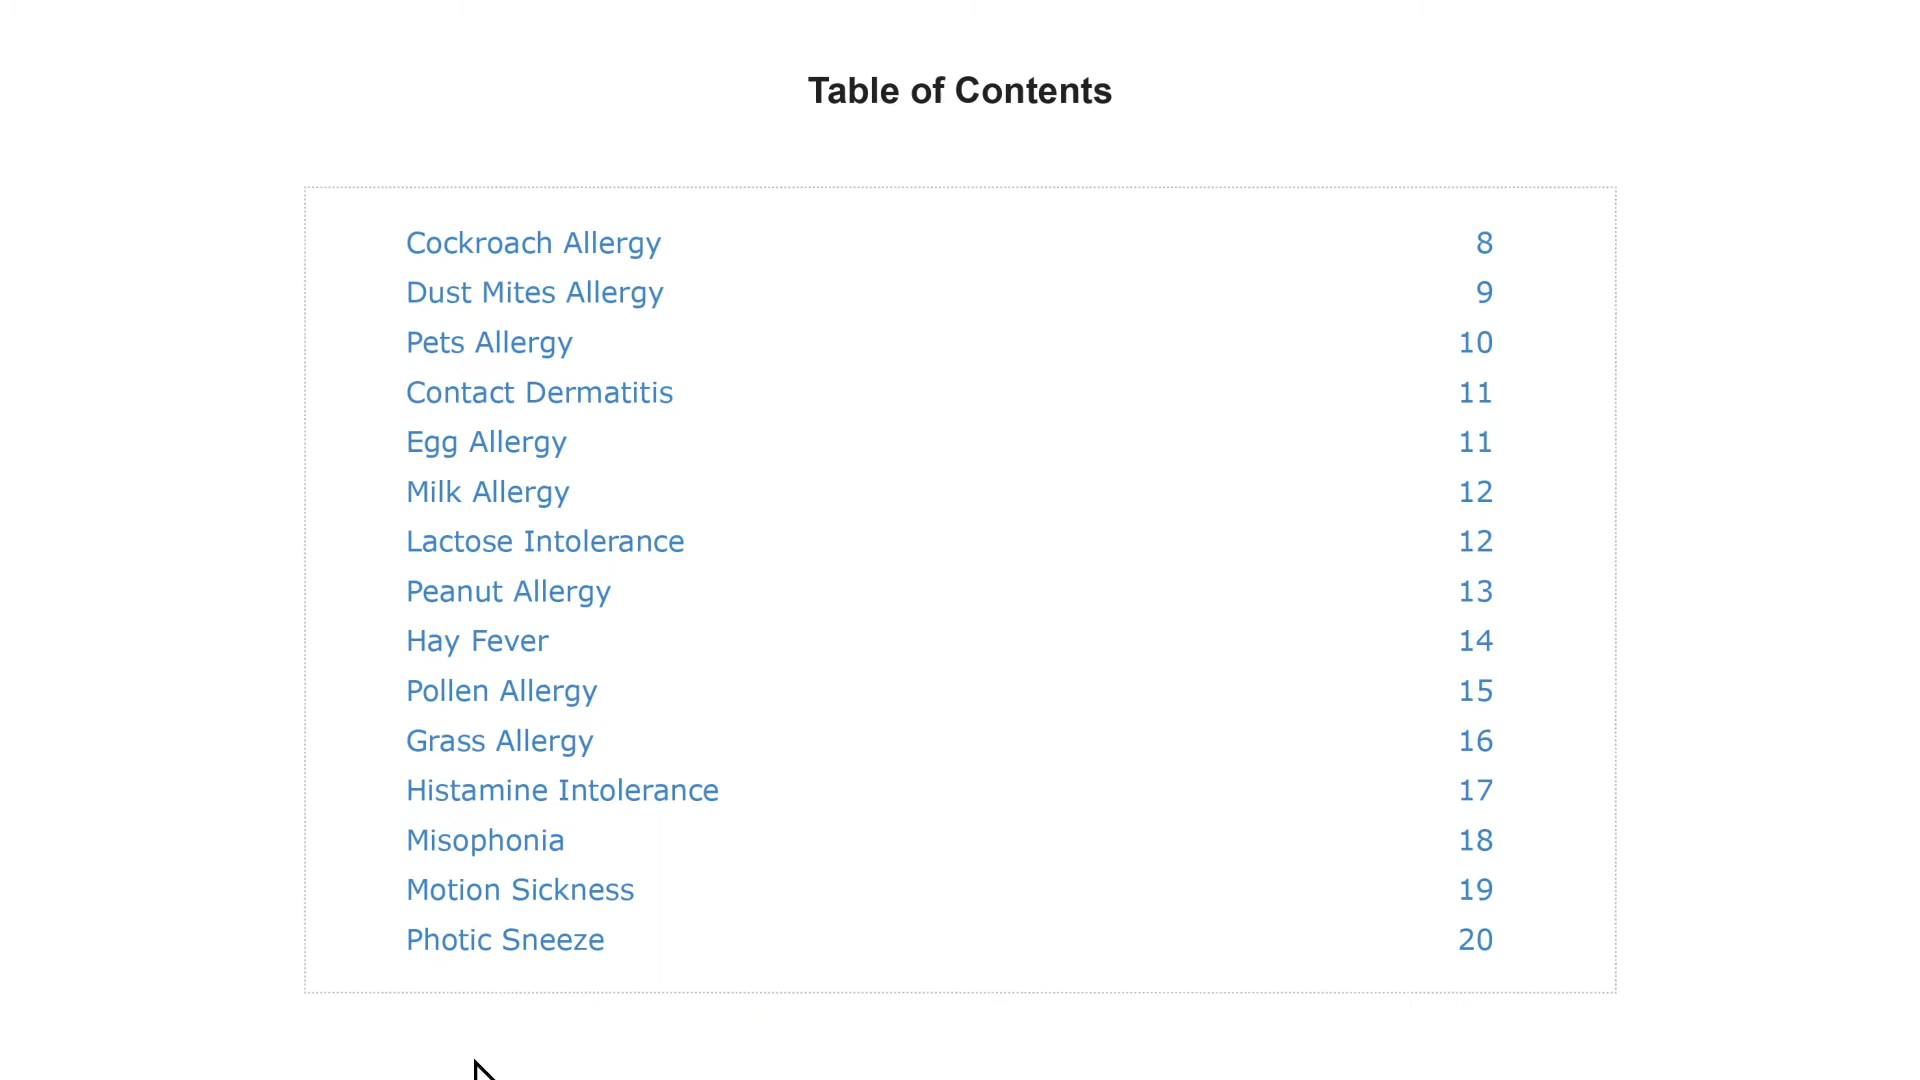 Table of Contents
Cockroach Allergy 8
Dust Mites Allergy 9
Pets Allergy 10
Contact Dermatitis 11
Egg Allergy 11
Milk Allergy 12
Lactose Intolerance 12
Peanut Allergy 13
Hay Fever 14
Pollen Allergy 15
Grass Allergy 16
Histamine Intolerance 17
Misophonia 18
Motion Sickness 19
Photic Sneeze 20